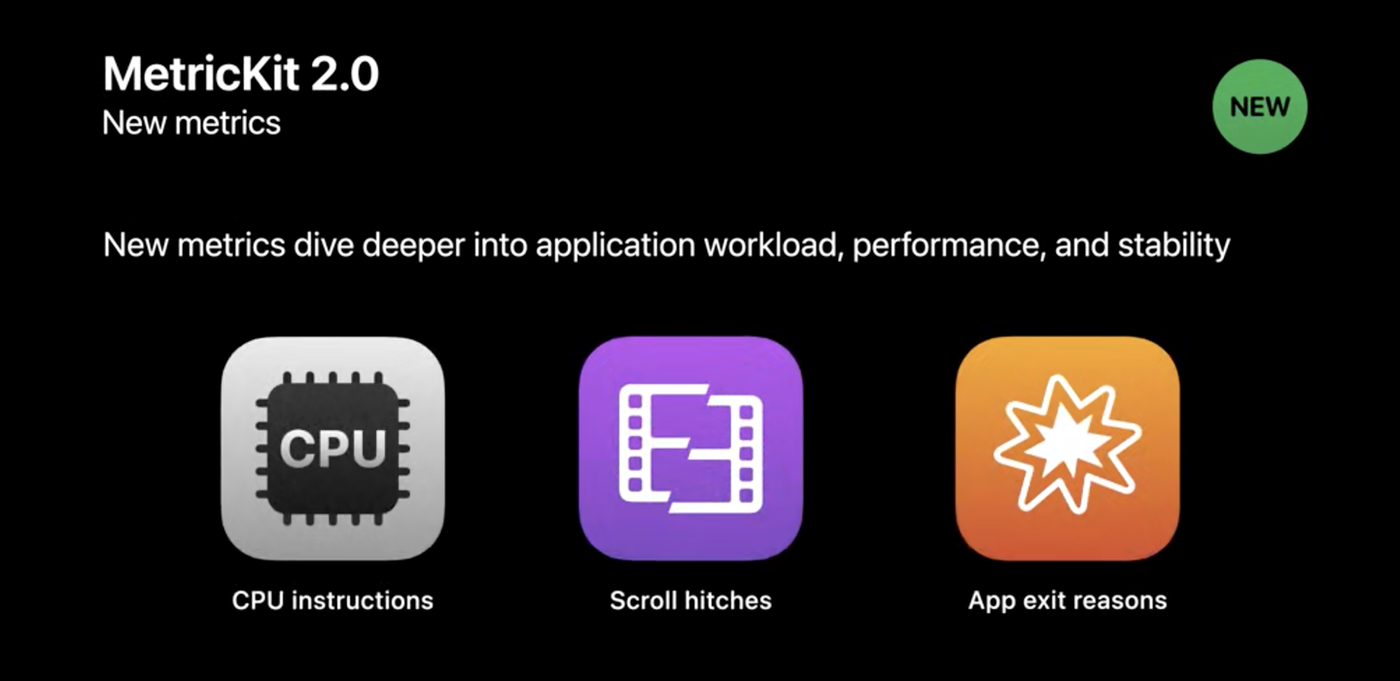 MetricKit 2.0
New metrics
NEW
New metrics dive deeper into application workload, performance, and stability
CPU
CPU instructions
Scroll hitches
App exit reasons